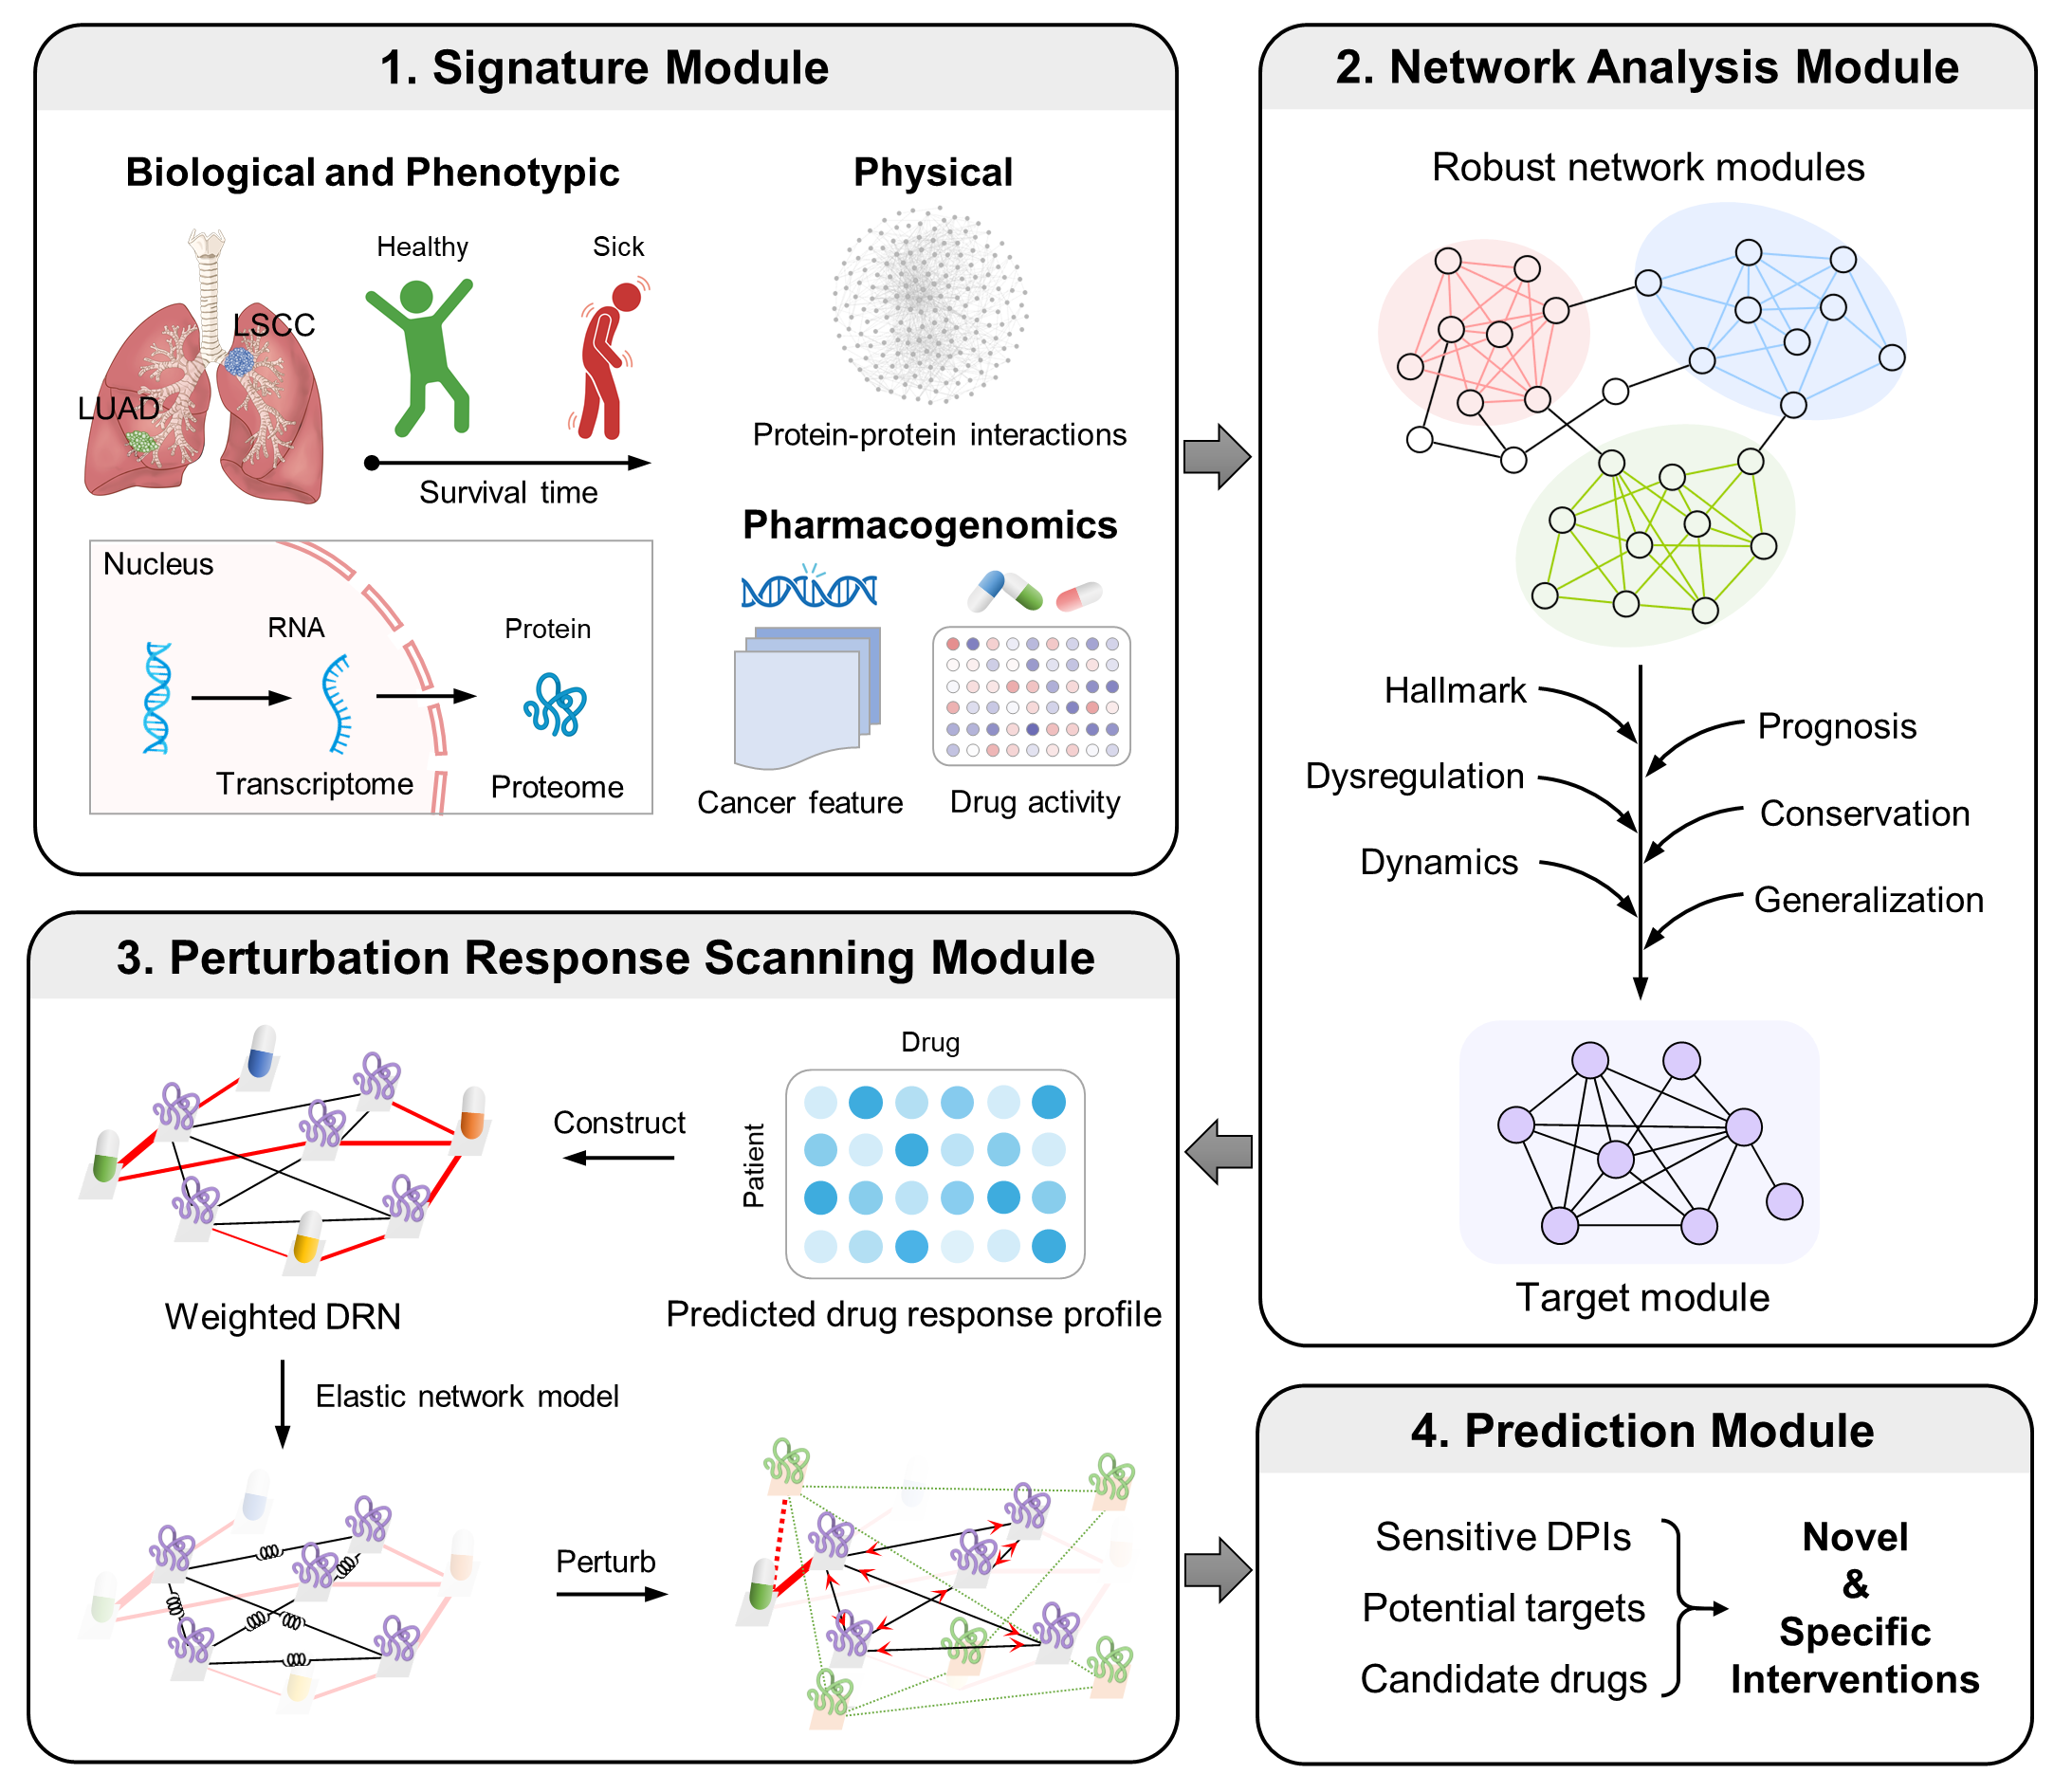 1. Signature Module
Biological and Phenotypic
Healthy
Sick
LSCC
LUAD
Survival time
Physical
Protein-protein interactions
Nucleus
RNA
Protein
Transcriptome
Proteome
Pharmacogenomics
Cancer feature
Drug activity
2. Network Analysis Module
Robust network modules
Hallmark
Prognosis
Dysregulation
Conservation
Dynamics
Generalization
Target module
3. Perturbation Response Scanning Module
Drug
Patient
Construct
Weighted DRN
Predicted drug response profile
Elastic network model
Perturb
4. Prediction Module
Sensitive DPIs
Potential targets
Candidate drugs
Novel
&
Specific
Interventions